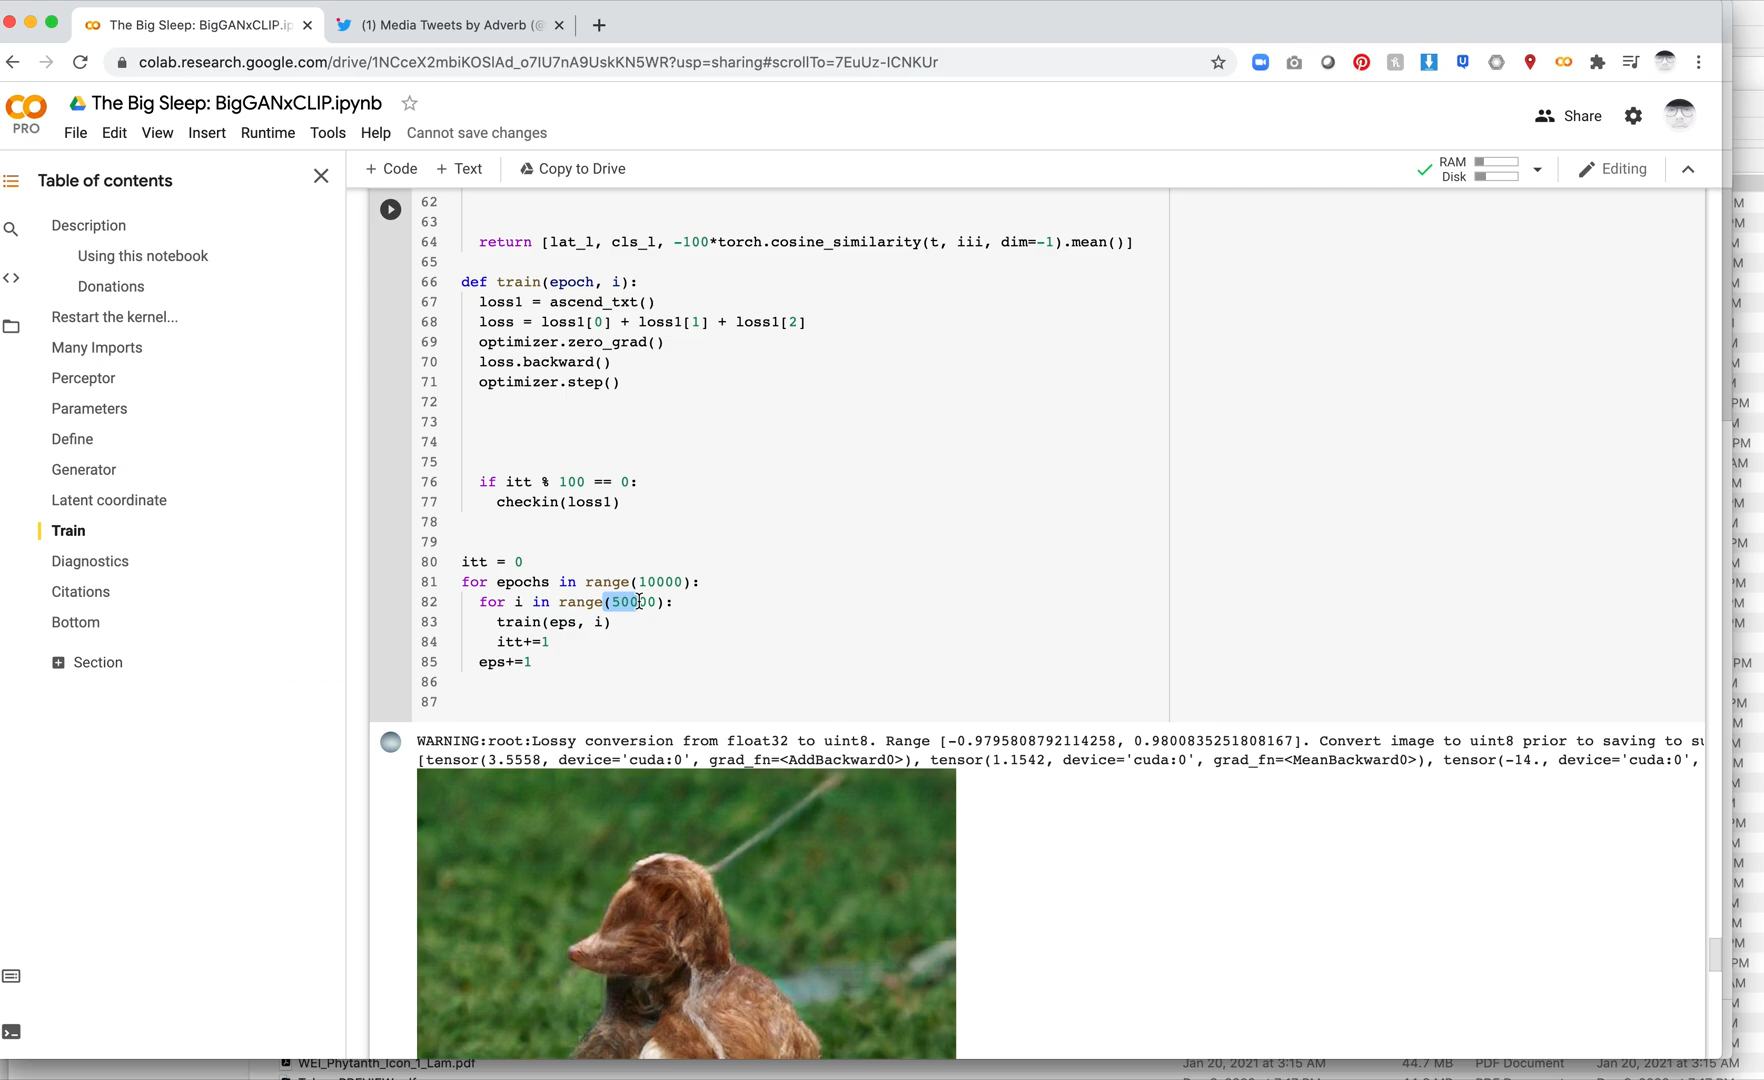 The Big Sleep: BigGANxCLIP.ip
(1) Media Tweets by Adverb (@
colab.research.google.com/drive/1NCceX2mbiKOSlAd_o7IU7nA9UskKN5WR?usp=sharing#scrollTo=7EuUz-ICNKUr
PRO
The Big Sleep: BigGANxCLIP.ipynb
File Edit View Insert Runtime Tools Help Cannot save changes
Share
+ Code + Text Copy to Drive
RAM
Disk
Editing
Table of contents
Description
Using this notebook
Donations
Restart the kernel...
Many Imports
Perceptor
Parameters
Define
Generator
Latent coordinate
Train
Diagnostics
Citations
Bottom
Section
62
63
64 return [lat_l, cls_l, -100*torch.cosine_similarity(t, iii, dim=-1).mean()]
65
66 def train(epoch, i):
67 loss1 = ascend_txt()
68 loss = loss1[0] + loss1[1] + loss1[2]
69 optimizer.zero_grad()
70 loss.backward()
71 optimizer.step()
72
73
74
75
76 if itt % 100 == 0:
77 checkin(loss1)
78
79
80 itt = 0
81 for epochs in range(10000):
82 for i in range(50000):
83 train(eps, i)
84 itt+=1
85 eps+=1
86
87
WARNING:root:Lossy conversion from float32 to uint8. Range [-0.9795808792114258, 0.9800835251808167]. Convert image to uint8 prior to saving to su
[tensor(3.5558, device='cuda:0', grad_fn=<AddBackward0>), tensor(1.1542, device='cuda:0', grad_fn=<MeanBackward0>), tensor(-14., device='cuda:0',
WEI_Phytanth_Icon_1_Lam.pdf Jan 20, 2021 at 3:15 AM 44.7 MB PDF Document Jan 20, 2021 at 3:15 AM